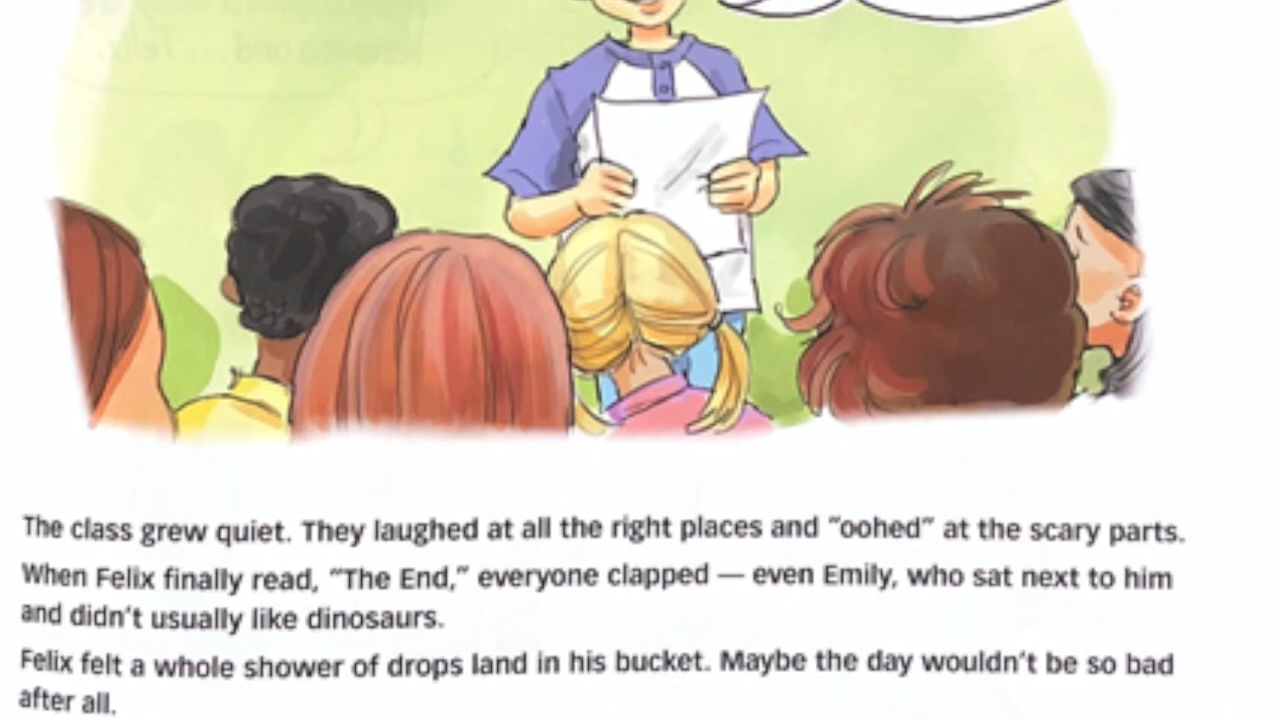 The class grew quiet. They laughed at all the right places and “oohed” at the scary parts.
When Felix finally read, “The End,” everyone clapped — even Emily, who sat next to him
and didn’t usually like dinosaurs.
Felix felt a whole shower of drops land in his bucket. Maybe the day wouldn’t be so bad
after all.